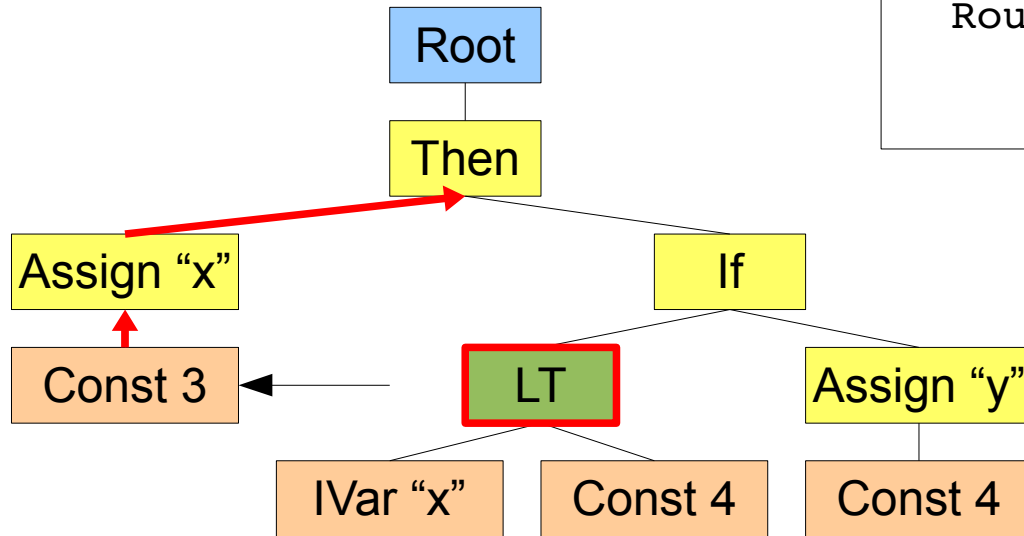 Root
Rou
Then
Assign “x”
If
Const 3
LT
Assign “y”
IVar “x”
Const 4
Const 4